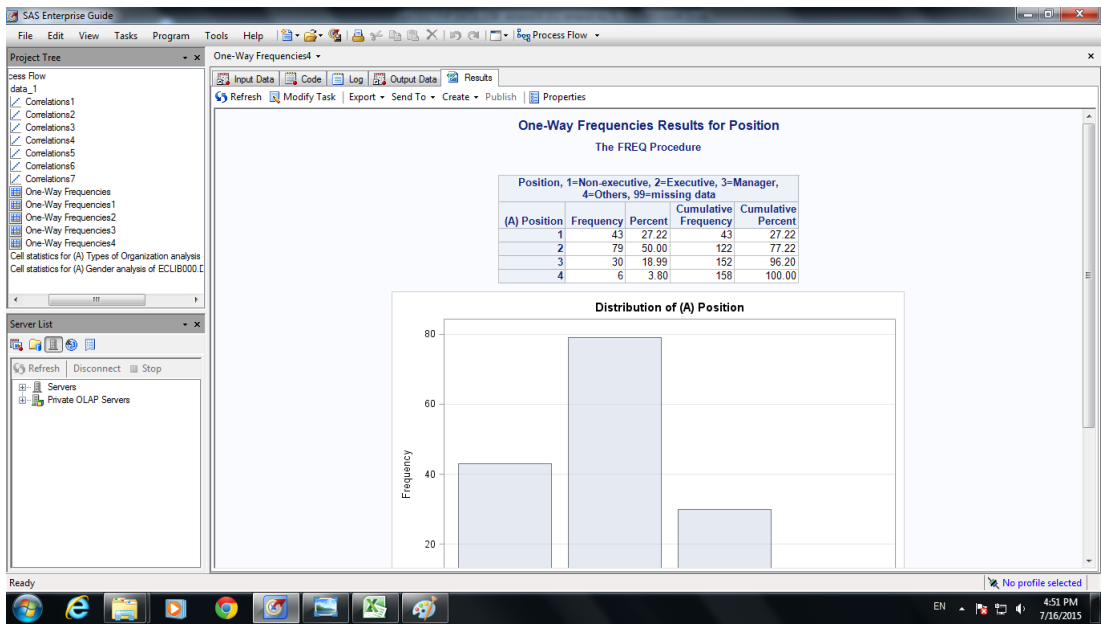 SAS Enterprise Guide
File Edit View Tasks Program Tools Help Process Flow
Project Tree
One-Way Frequencies4
cess Flow
data_1
Correlations1
Correlations2
Correlations3
Correlations4
Correlations5
Correlations6
Correlations7
One-Way Frequencies
One-Way Frequencies1
One-Way Frequencies2
One-Way Frequencies3
One-Way Frequencies4
Cell statistics for (A) Types of Organization analysis
Cell statistics for (A) Gender analysis of ECLIB000.D
Server List
Refresh Disconnect Stop
Servers
Private OLAP Servers
Input Data Code Log Output Data Results
Refresh Modify Task Export Send To Create Publish Properties
One-Way Frequencies Results for Position
The FREQ Procedure
Position, 1=Non-executive, 2=Executive, 3=Manager,
4=Others, 99=missing data
(A) Position Frequency Percent Cumulative Frequency Cumulative Percent
1 43 27.22 43 27.22
2 79 50.00 122 77.22
3 30 18.99 152 96.20
4 6 3.80 158 100.00
Distribution of (A) Position
80
60
40
20
Frequency
Ready
No profile selected
EN
4:51 PM
7/16/2015